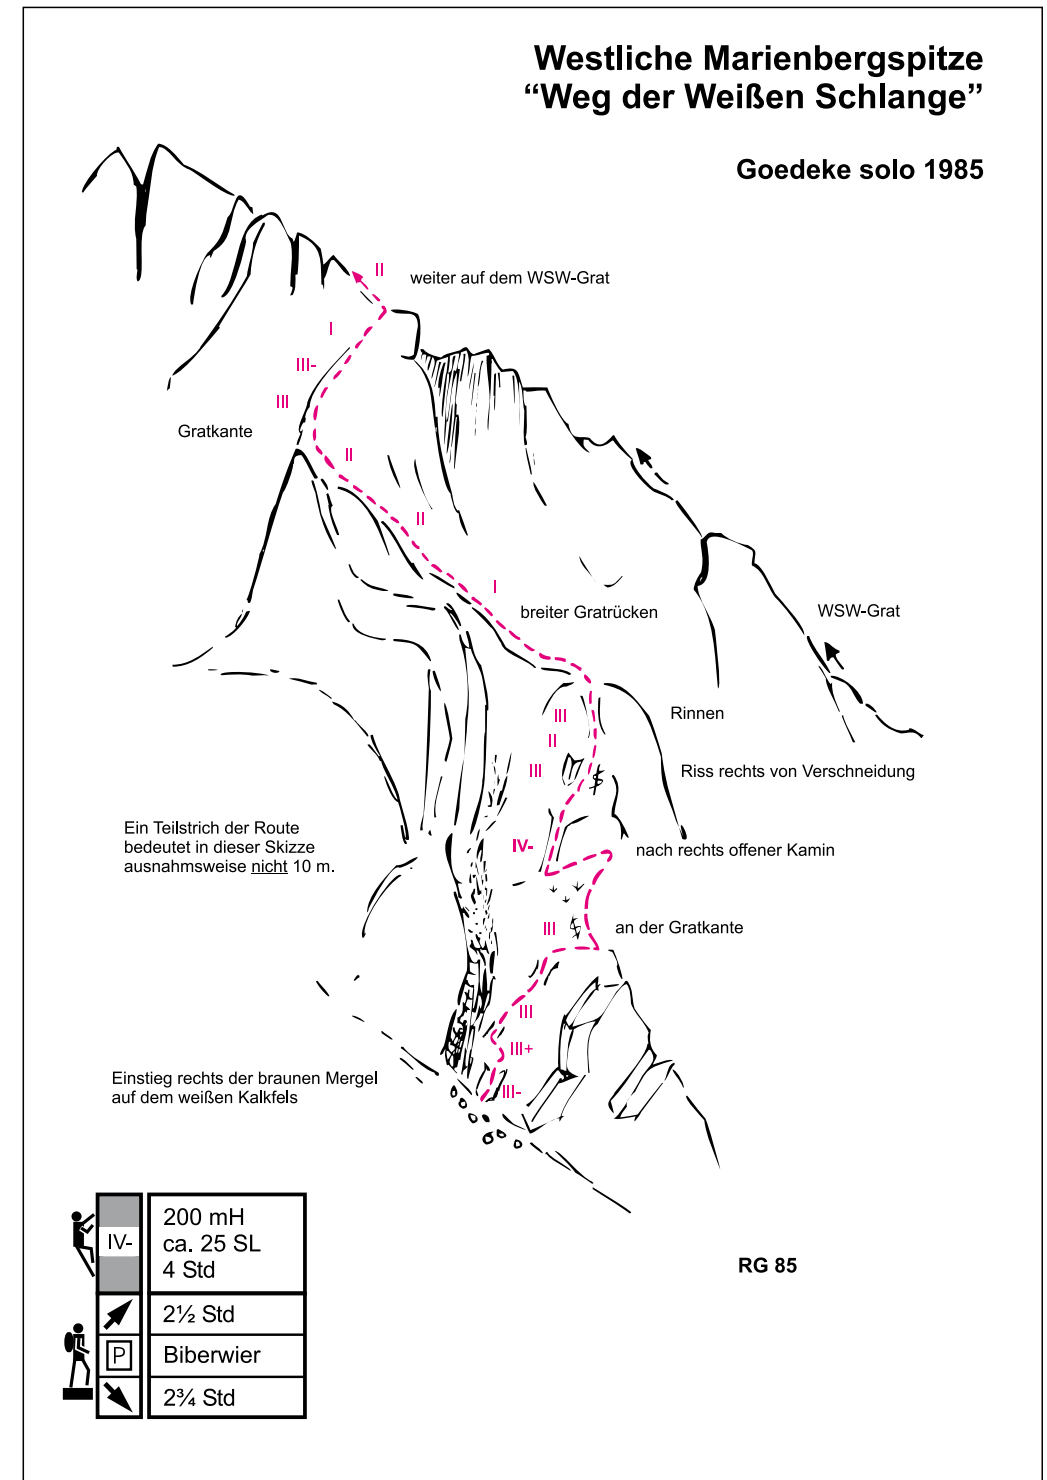 Westliche Marienbergspitze
“Weg der Weißen Schlange”
Goedeke solo 1985
II
weiter auf dem WSW-Grat
I
III-
III
Gratkante
II
II
I
breiter Gratrücken
WSW-Grat
III
Rinnen
II
III
Riss rechts von Verschneidung
Ein Teilstrich der Route
bedeutet in dieser Skizze
ausnahmsweise nicht 10 m.
IV-
nach rechts offener Kamin
III
an der Gratkante
III
III+
Einstieg rechts der braunen Mergel
auf dem weißen Kalkfels
III-
IV-
200 mH
ca. 25 SL
4 Std
2½ Std
P
Biberwier
2¾ Std
RG 85